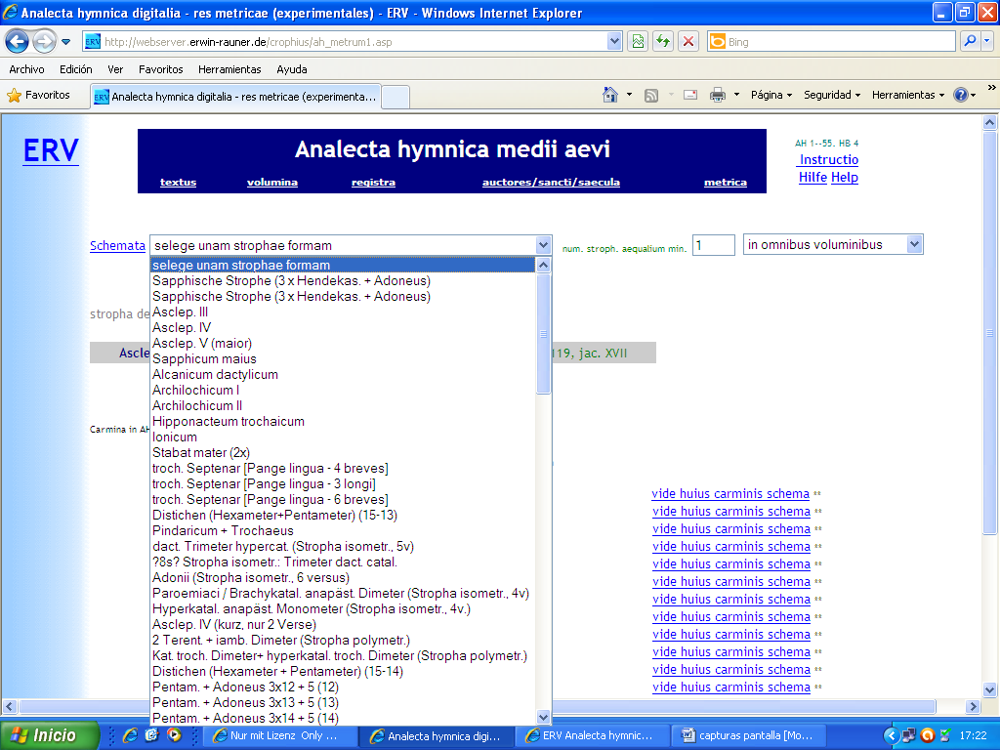 Analecta hymnica digitalia - res metricae (experimentales) - ERV - Windows Internet Explorer
ERV http://webserver.erwin-rauner.de/crophius/ah_metrum1.asp
Bing
Archivo Edición Ver Favoritos Herramientas Ayuda
Favoritos ERV Analecta hymnica digitalia - res metricae (experimenta... Página Seguridad Herramientas
ERV
Analecta hymnica medii aevi
textus volumina registra auctores/sancti/saecula metrica
AH 1--55. HB 4
Instructio
Hilfe Help
Schemata selege unam strophae formam num. stroph. aequalium min. 1 in omnibus voluminibus
selege unam strophae formam
Sapphische Strophe (3 x Hendekas. + Adoneus)
Sapphische Strophe (3 x Hendekas. + Adoneus)
Asclep. III
stropha de
Asclep. IV
Asclep. V (maior)
Ascle 119, jac. XVII
Sapphicum maius
Alcanicum dactylicum
Archilochicum I
Archilochicum II
Hipponacteum trochaicum
Carmina in AH
Ionicum
Stabat mater (2x)
troch. Septenar [Pange lingua - 4 breves]
troch. Septenar [Pange lingua - 3 longi]
vide huius carminis schema **
troch. Septenar [Pange lingua - 6 breves]
vide huius carminis schema **
Distichen (Hexameter+Pentameter) (15-13)
vide huius carminis schema **
Pindaricum + Trochaeus
vide huius carminis schema **
dact. Trimeter hypercat. (Stropha isometr., 5v)
vide huius carminis schema **
?8s? Stropha isometr.: Trimeter dact. catal.
vide huius carminis schema **
Adonii (Stropha isometr., 6 versus)
vide huius carminis schema **
Paroemiaci / Brachykatal. anapäst. Dimeter (Stropha isometr., 4v)
vide huius carminis schema **
Hyperkatal. anapäst. Monometer (Stropha isometr., 4v.)
vide huius carminis schema **
Asclep. IV (kurz, nur 2 Verse)
vide huius carminis schema **
2 Terent. + iamb. Dimeter (Stropha polymetr.)
vide huius carminis schema **
Kat. troch. Dimeter+ hyperkatal. troch. Dimeter (Stropha polymetr.)
vide huius carminis schema **
Distichen (Hexameter + Pentameter) (15-14)
Pentam. + Adoneus 3x12 + 5 (12)
Pentam. + Adoneus 3x13 + 5 (13)
Pentam. + Adoneus 3x14 + 5 (14)
Inicio Nur mit Lizenz Only ... Analecta hymnica digi... ERV Analecta hymnic... capturas pantalla [Mo... 17:22